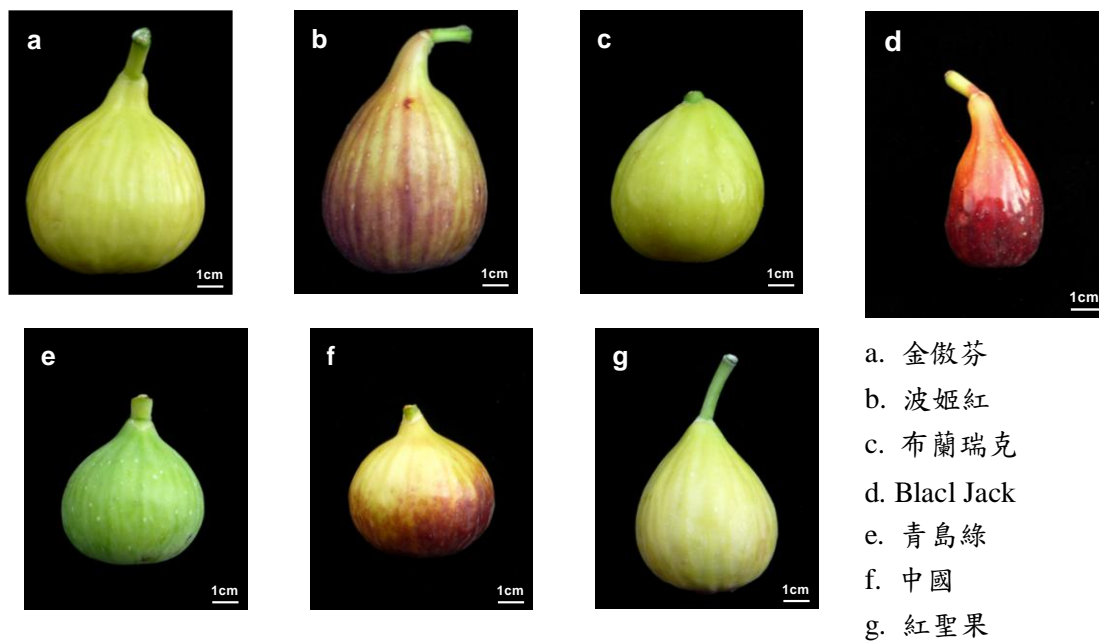 a
1cm
b
1cm
c
1cm
d
1cm
e
1cm
f
1cm
g
1cm
a. 金傲芬
b. 波姬紅
c. 布蘭瑞克
d. Blacl Jack
e. 青島綠
f. 中國
g. 紅聖果